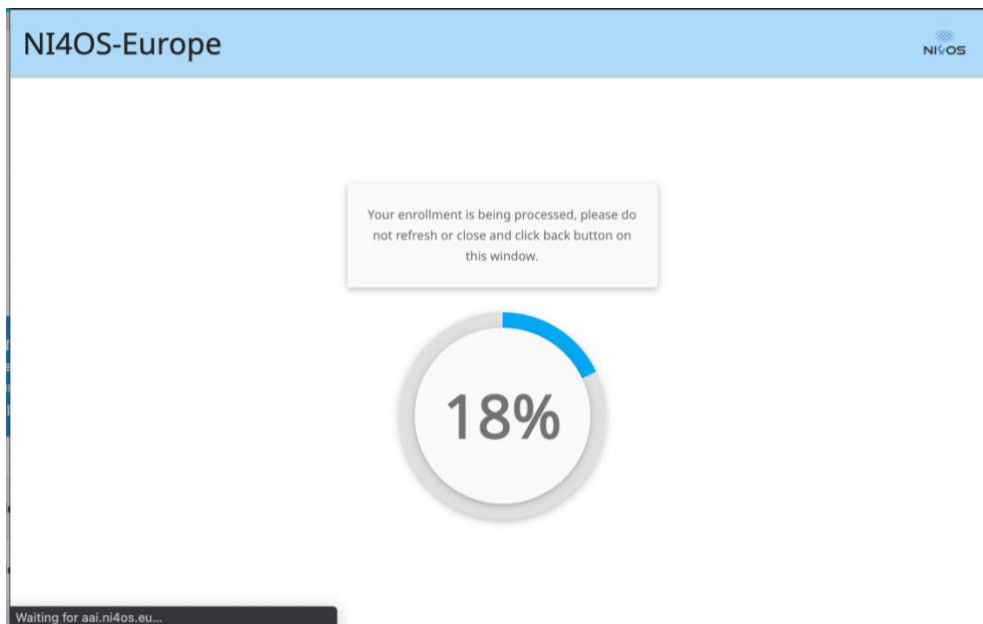 NI4OS-Europe
NI4OS
Your enrollment is being processed, please do
not refresh or close and click back button on
this window.
18%
Waiting for aai.ni4os.eu...